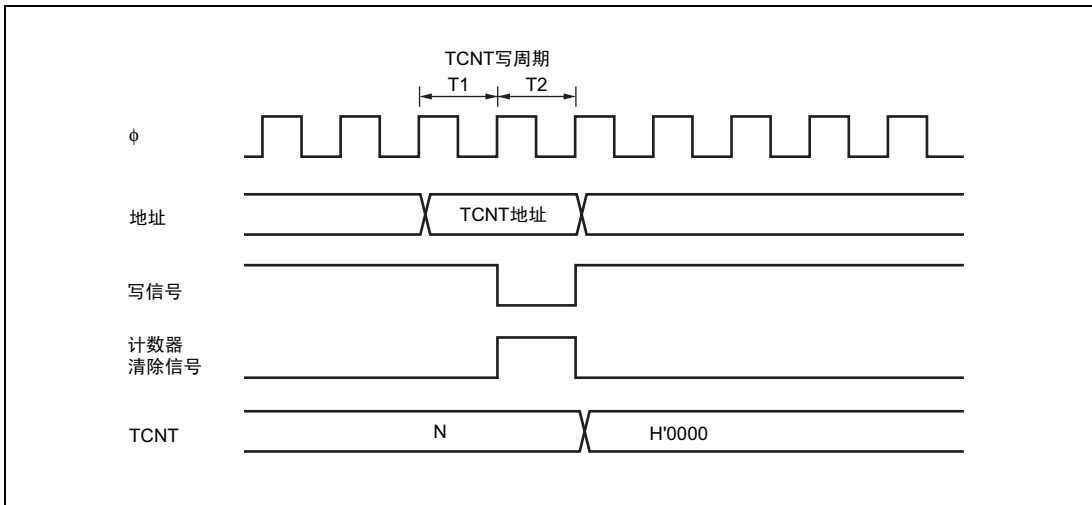 TCNT写周期
T1 T2
ϕ
地址 TCNT地址
写信号
计数器
清除信号
TCNT N H'0000